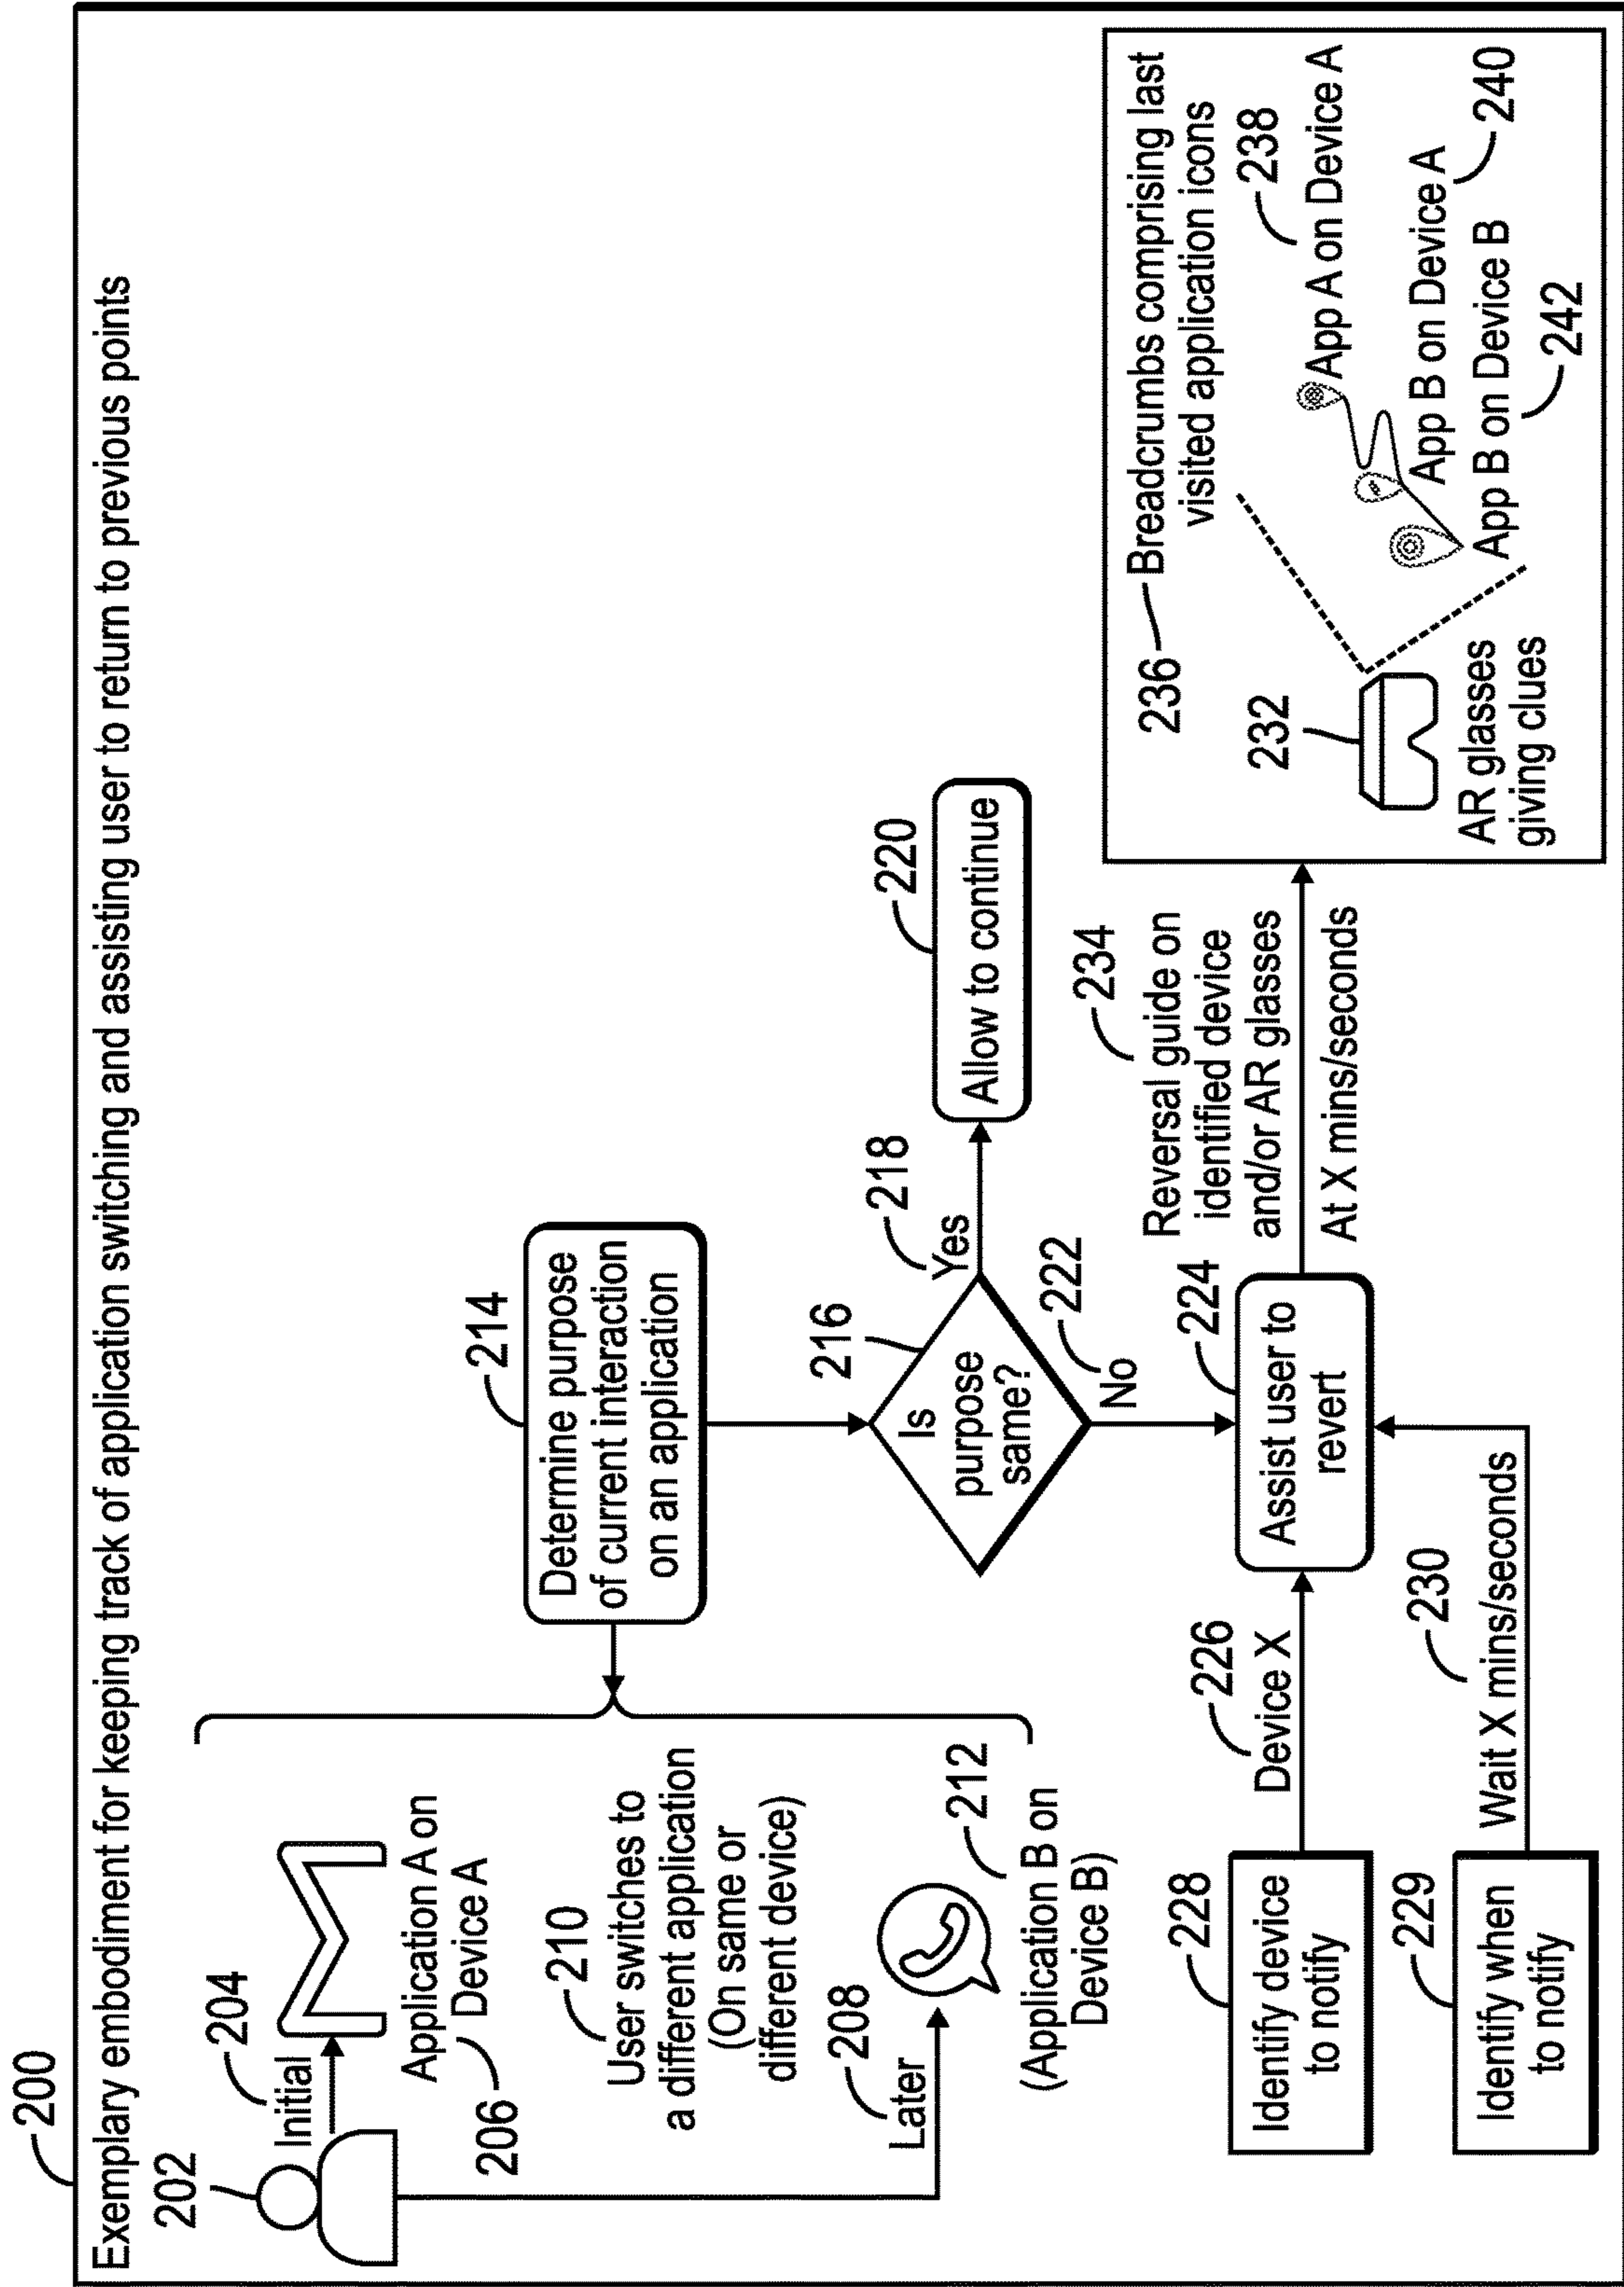 200
Exemplary embodiment for keeping track of application switching and assisting user to return to previous points
202
204
Initial
Application A on
Device A
206
210
User switches to
a different application
(On same or
different device)
208
Later
212
(Application B on
Device B)
214
Determine purpose
of current interaction
on an application
216
Is
purpose
same?
218
Yes
220
Allow to continue
222
No
224
Assist user to
revert
226
Device X
228
Identify device
to notify
229
Identify when
to notify
230
Wait X mins/seconds
234
Reversal guide on
identified device
and/or AR glasses
At X mins/seconds
236
Breadcrumbs comprising last
visited application icons
232
AR glasses
giving clues
238
App A on Device A
App B on Device A
240
App B on Device B
242